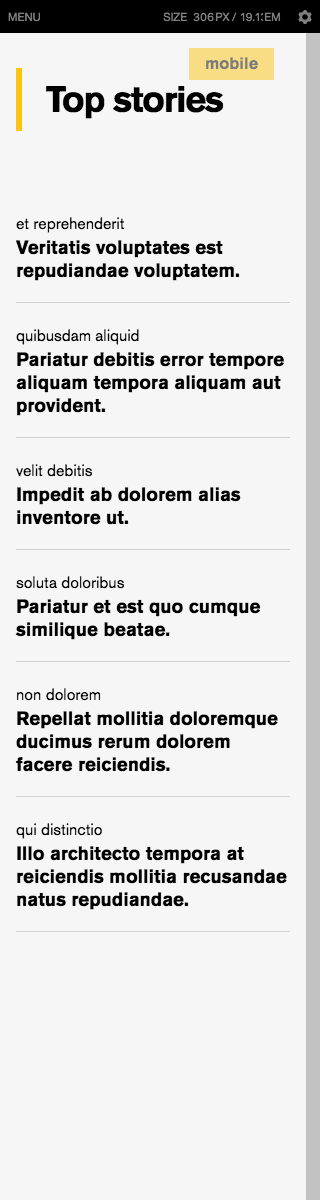 MENU SIZE 306PX / 19.1
mobile
Top stories
et reprehenderit
Veritatis voluptates est
repudiandae voluptatem.
quibusdam aliquid
Pariatur debitis error tempore
aliquam tempora aliquam aut
provident.
velit debitis
Impedit ab dolorem alias
inventore ut.
soluta doloribus
Pariatur et est quo cumque
similique beatae.
non dolorem
Repellat mollitia doloremque
ducimus rerum dolorem
facere reiciendis.
qui distinctio
Illo architecto tempora at
reiciendis mollitia recusandae
natus repudiandae.